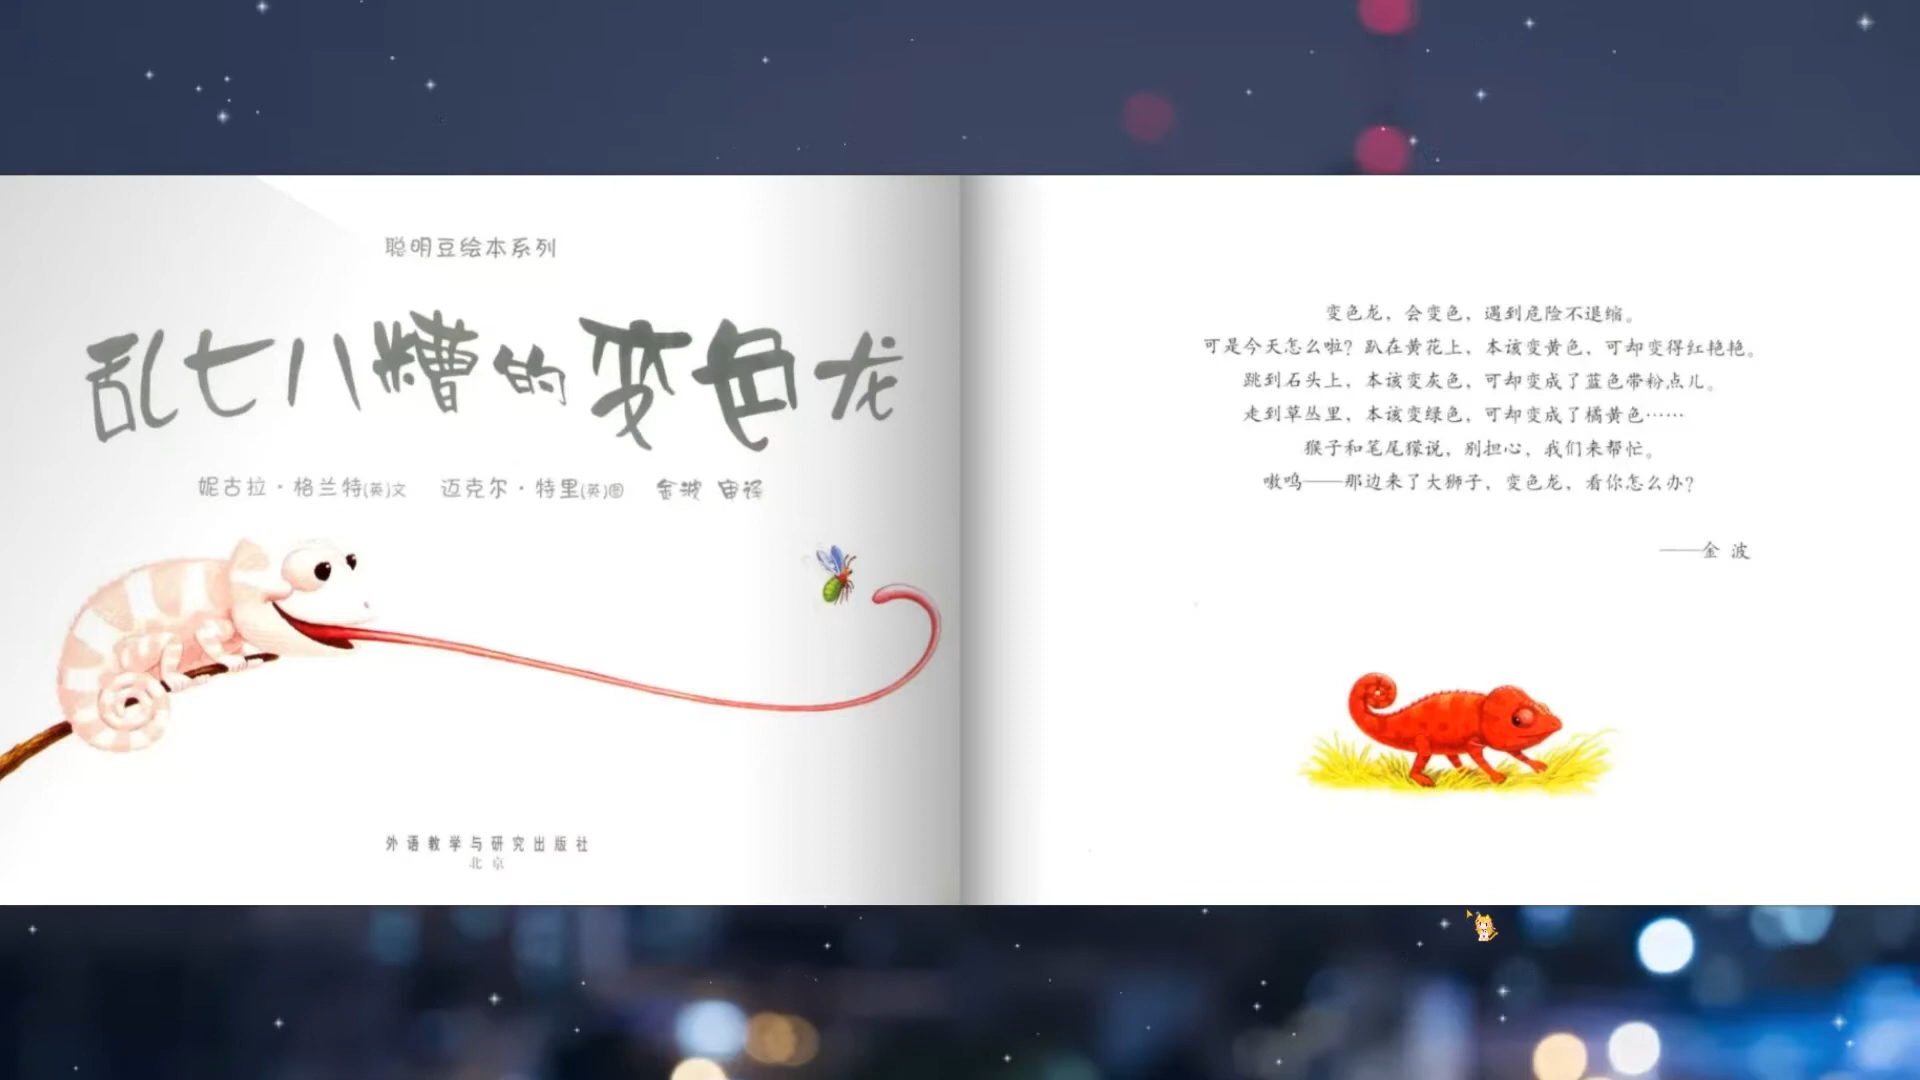 聪明豆绘本系列
乱七八糟的变色龙
妮古拉·格兰特(英)文 迈克尔·特里(英)图 金波 审译
外语教学与研究出版社
北京
变色龙，会变色，遇到危险不退缩。
可是今天怎么啦？趴在黄花上，本该变黄色，可却变得红艳艳。
跳到石头上，本该变灰色，可却变成了蓝色带粉点儿。
走到草丛里，本该变绿色，可却变成了橘黄色……
猴子和笔尾獴说，别担心，我们来帮忙。
嗷呜——那边来了大狮子，变色龙，看你怎么办？
——金 波